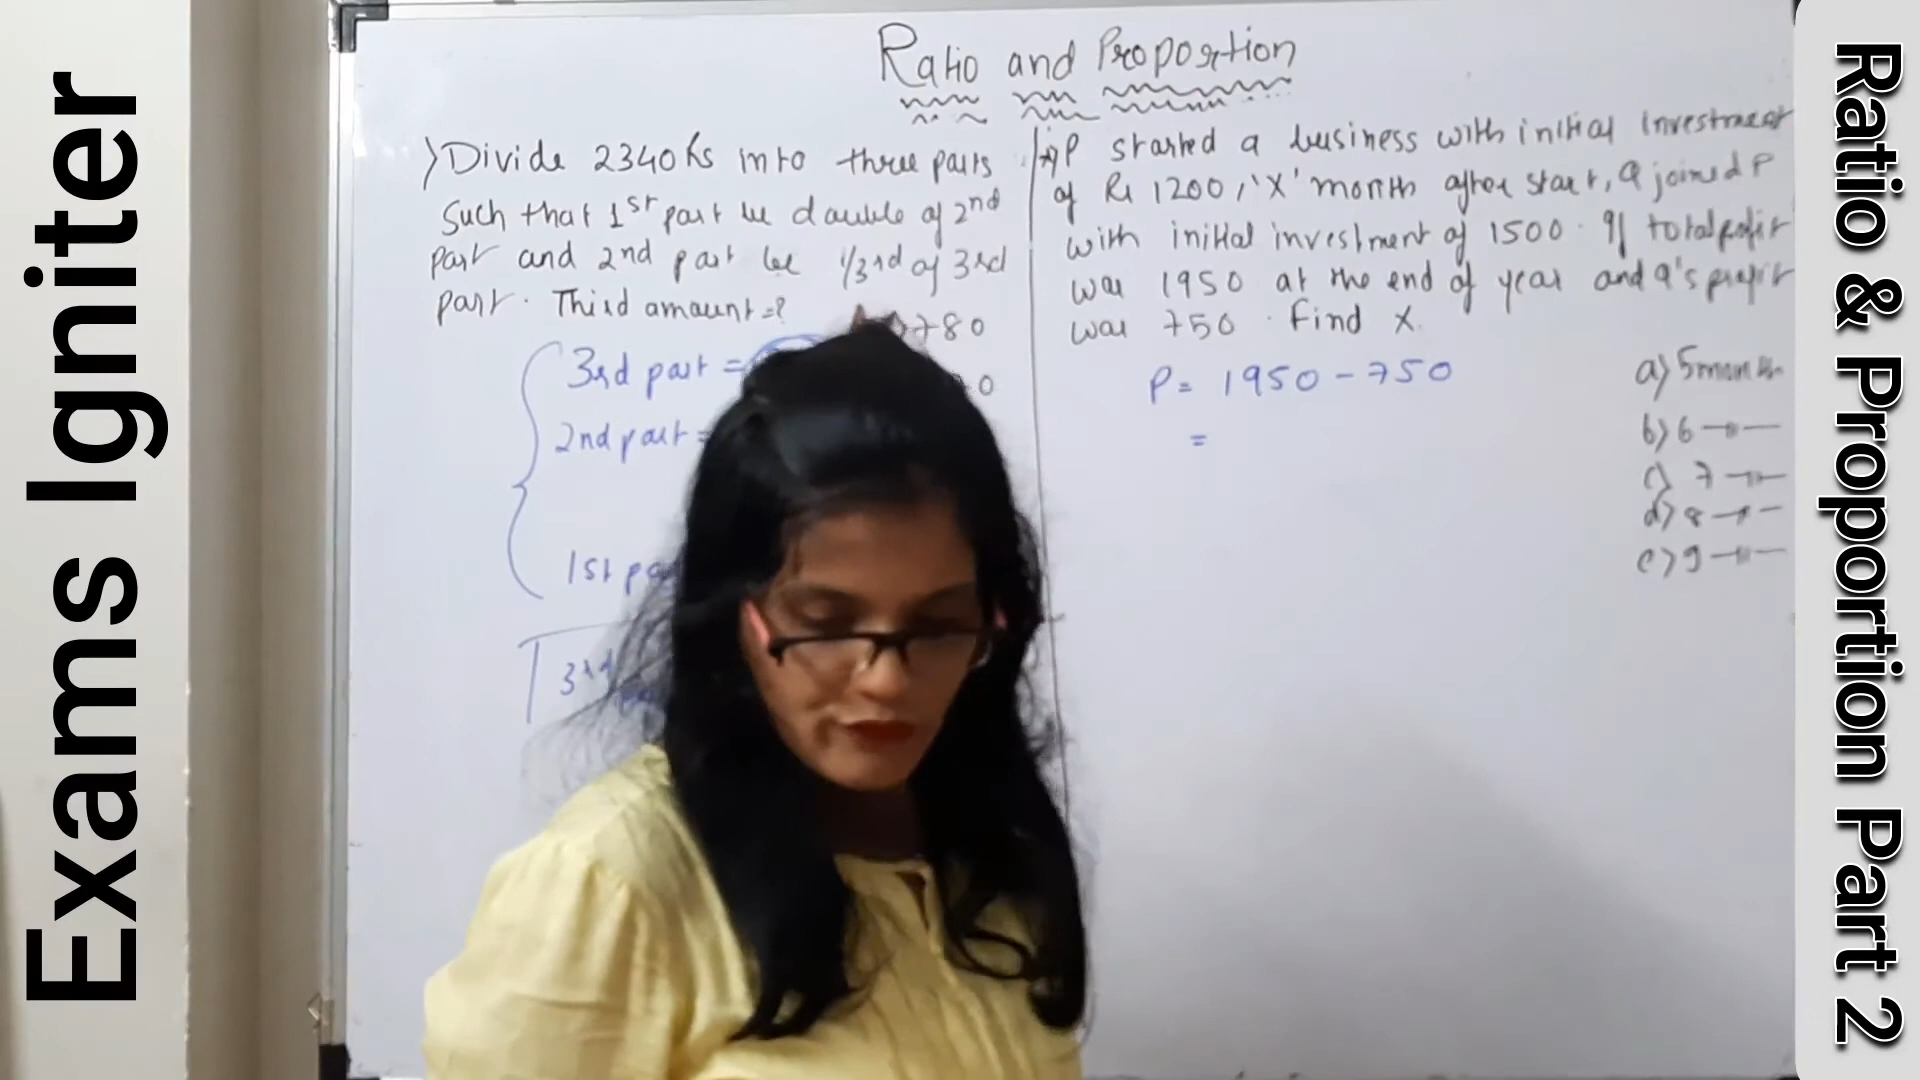 Exams Igniter
Ratio and Proportion
Divide 2340 Rs into three parts
Such that 1st part be double of 2nd
part and 2nd part be 1/3rd of 3rd
part. Third amount=?
780
0
3rd part =
2nd part =
1st pa
3rd
P started a business with initial investment
of Rs 1200, 'X' month after start, Q joined P
with initial investment of 1500. If total profit
was 1950 at the end of year and Q's profit
was 750. Find X.
P = 1950 - 750
=
a) 5 month
b) 6 -"-
c) 7 -"-
d) 8 -"-
e) 9 -"-
Ratio & Proportion Part 2